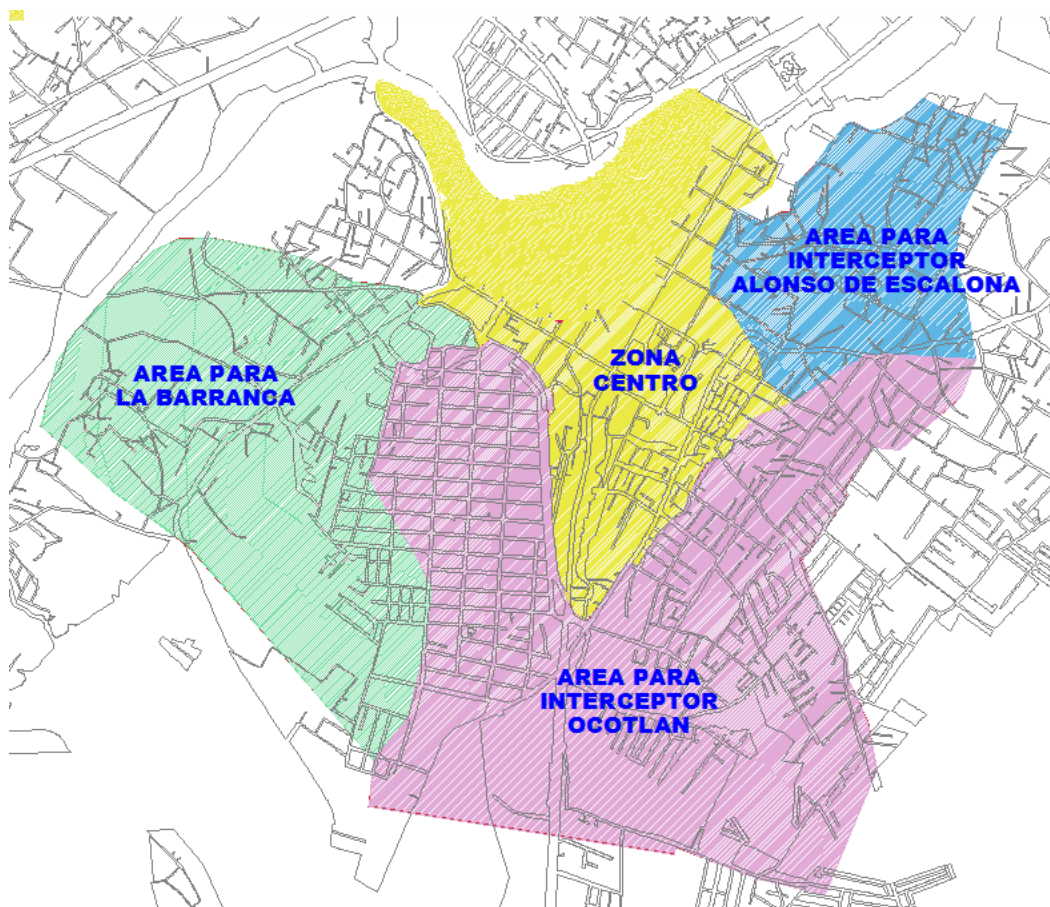 AREA PARA
INTERCEPTOR
ALONSO DE ESCALONA
ZONA
CENTRO
AREA PARA
LA BARRANCA
AREA PARA
INTERCEPTOR
OCOTLAN